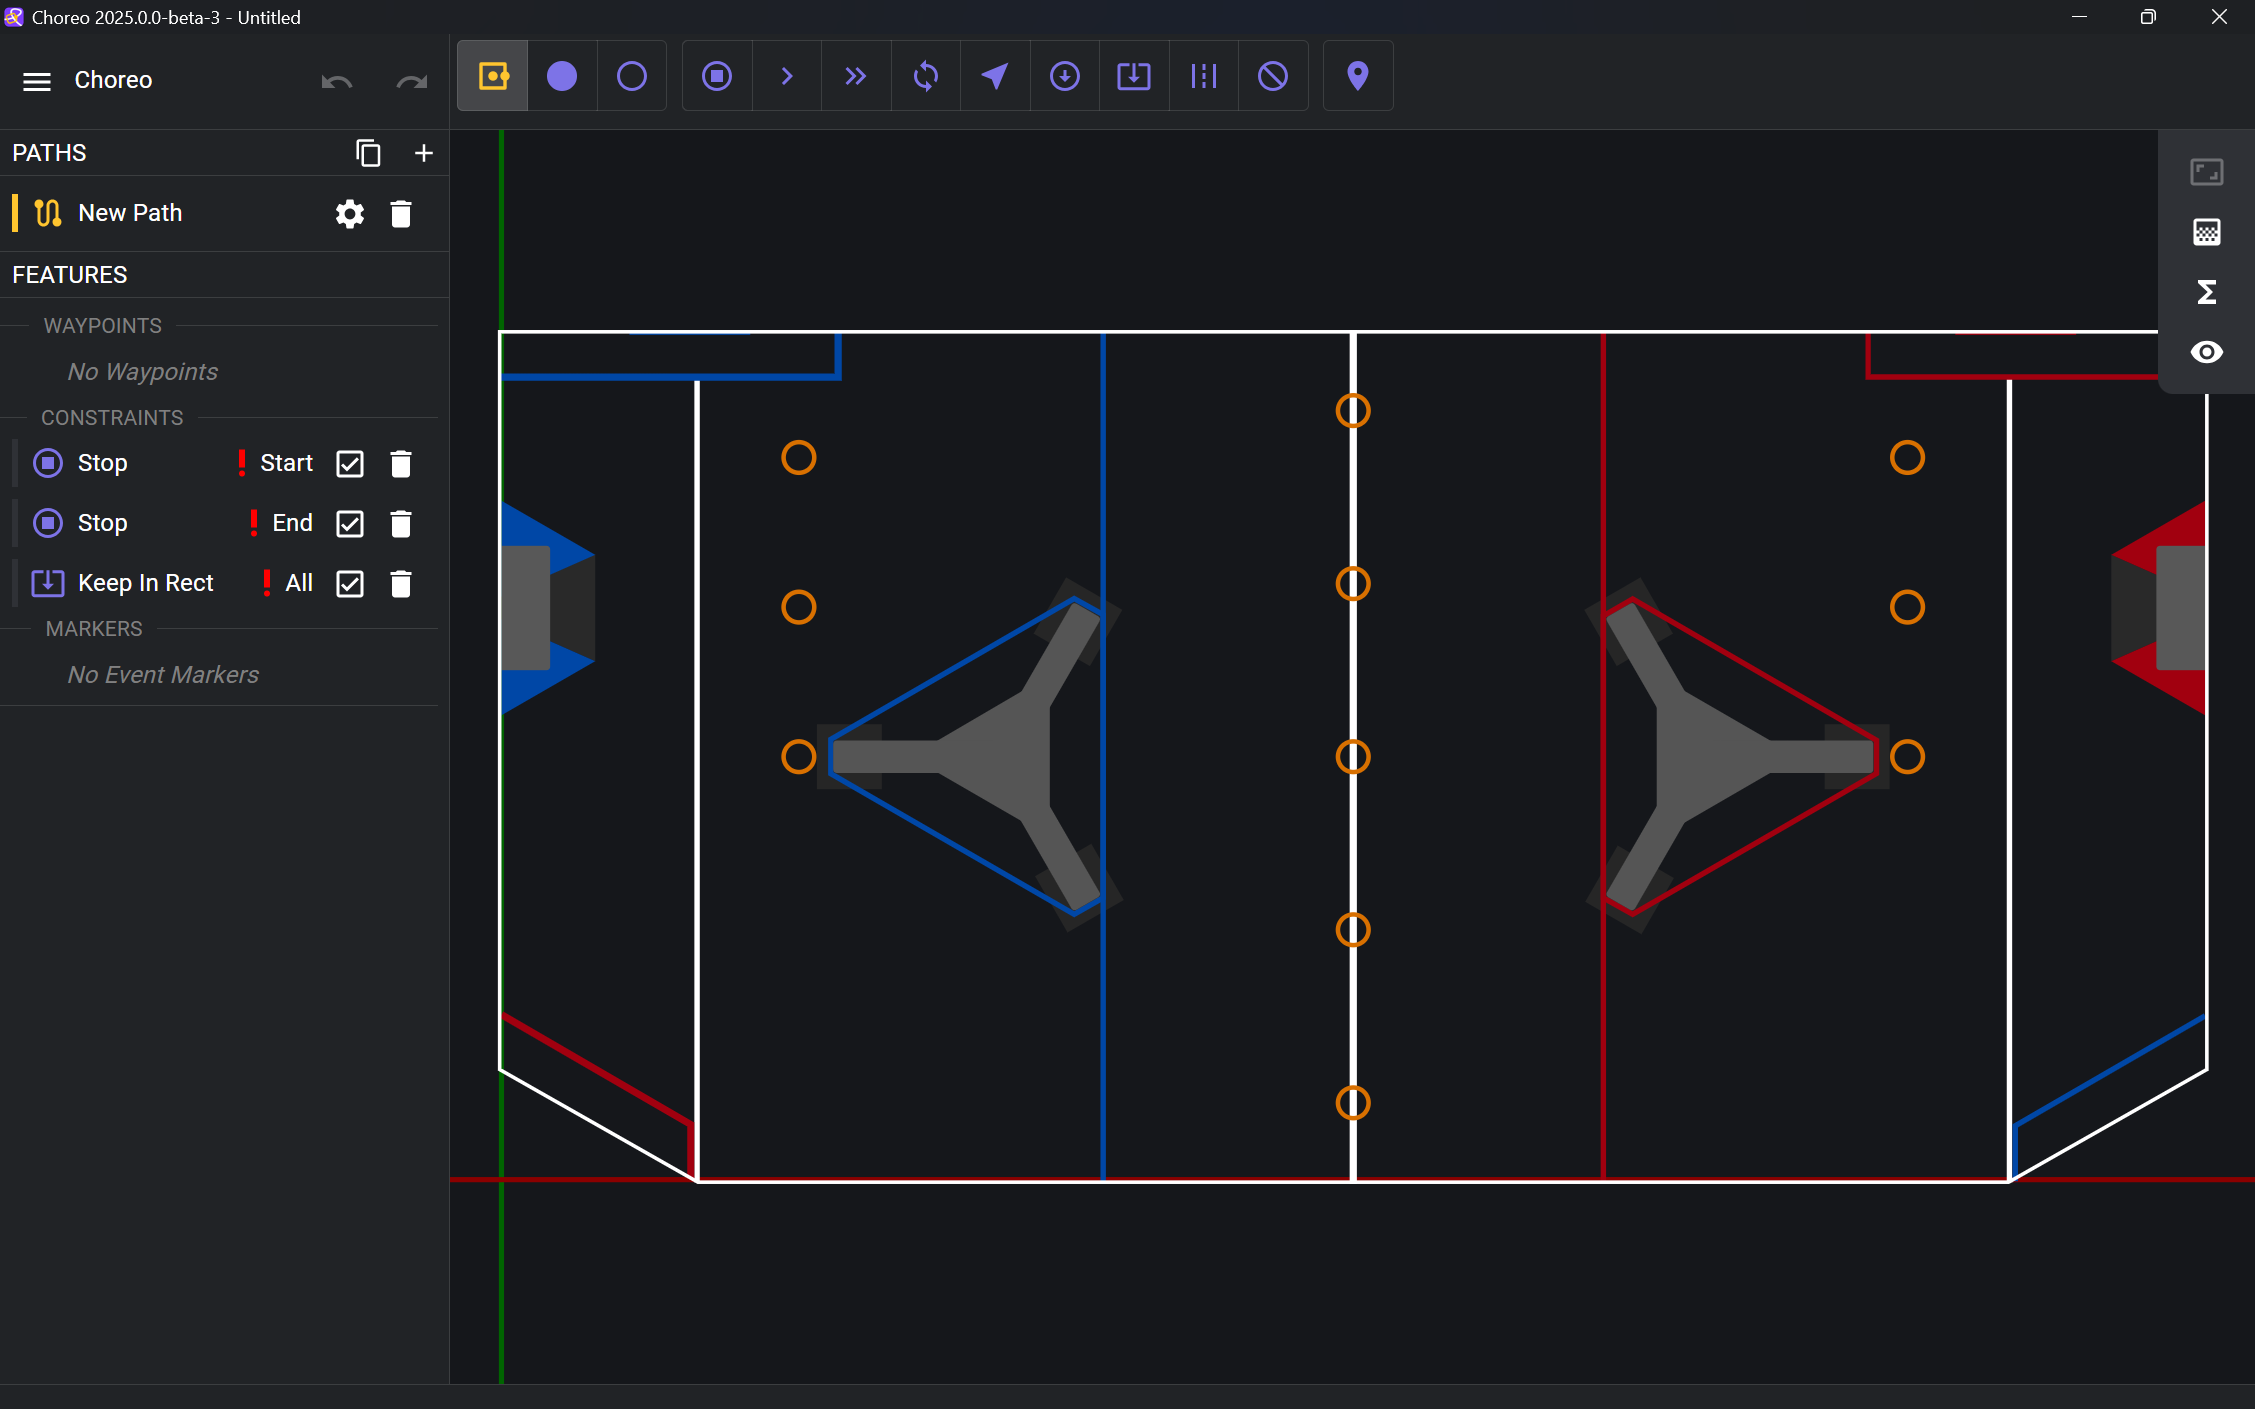 Choreo 2025.0.0-beta-3 - Untitled
Choreo
PATHS
New Path
FEATURES
WAYPOINTS
No Waypoints
CONSTRAINTS
Stop ! Start
Stop ! End
Keep In Rect ! All
MARKERS
No Event Markers